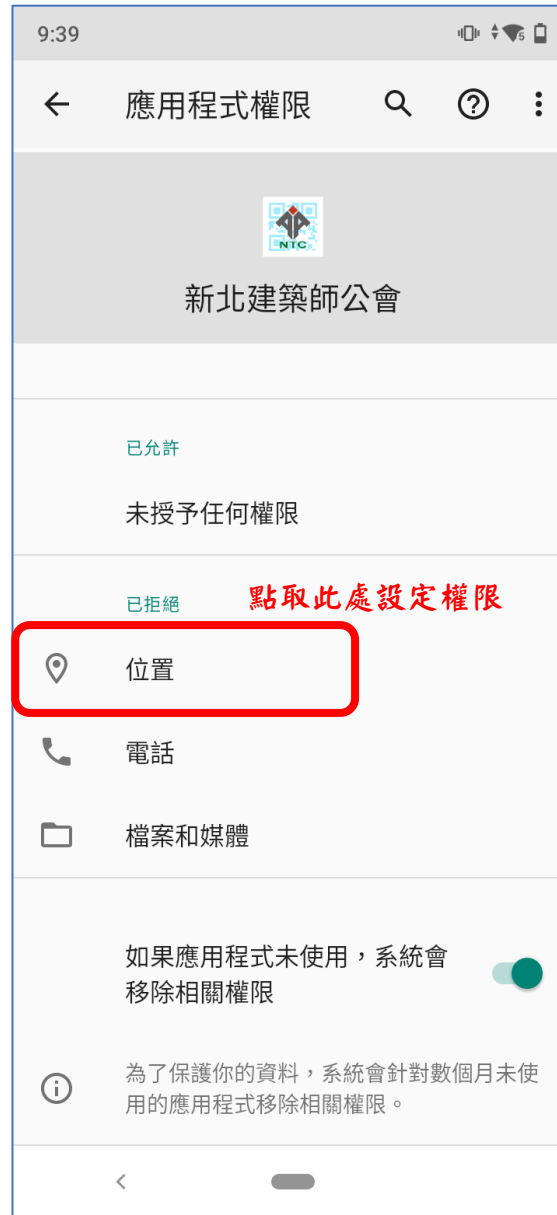 9:39
5
應用程式權限
NTC
新北建築師公會
已允許
未授予任何權限
已拒絕
點取此處設定權限
位置
電話
檔案和媒體
如果應用程式未使用，系統會
移除相關權限
為了保護你的資料，系統會針對數個月未使
用的應用程式移除相關權限。